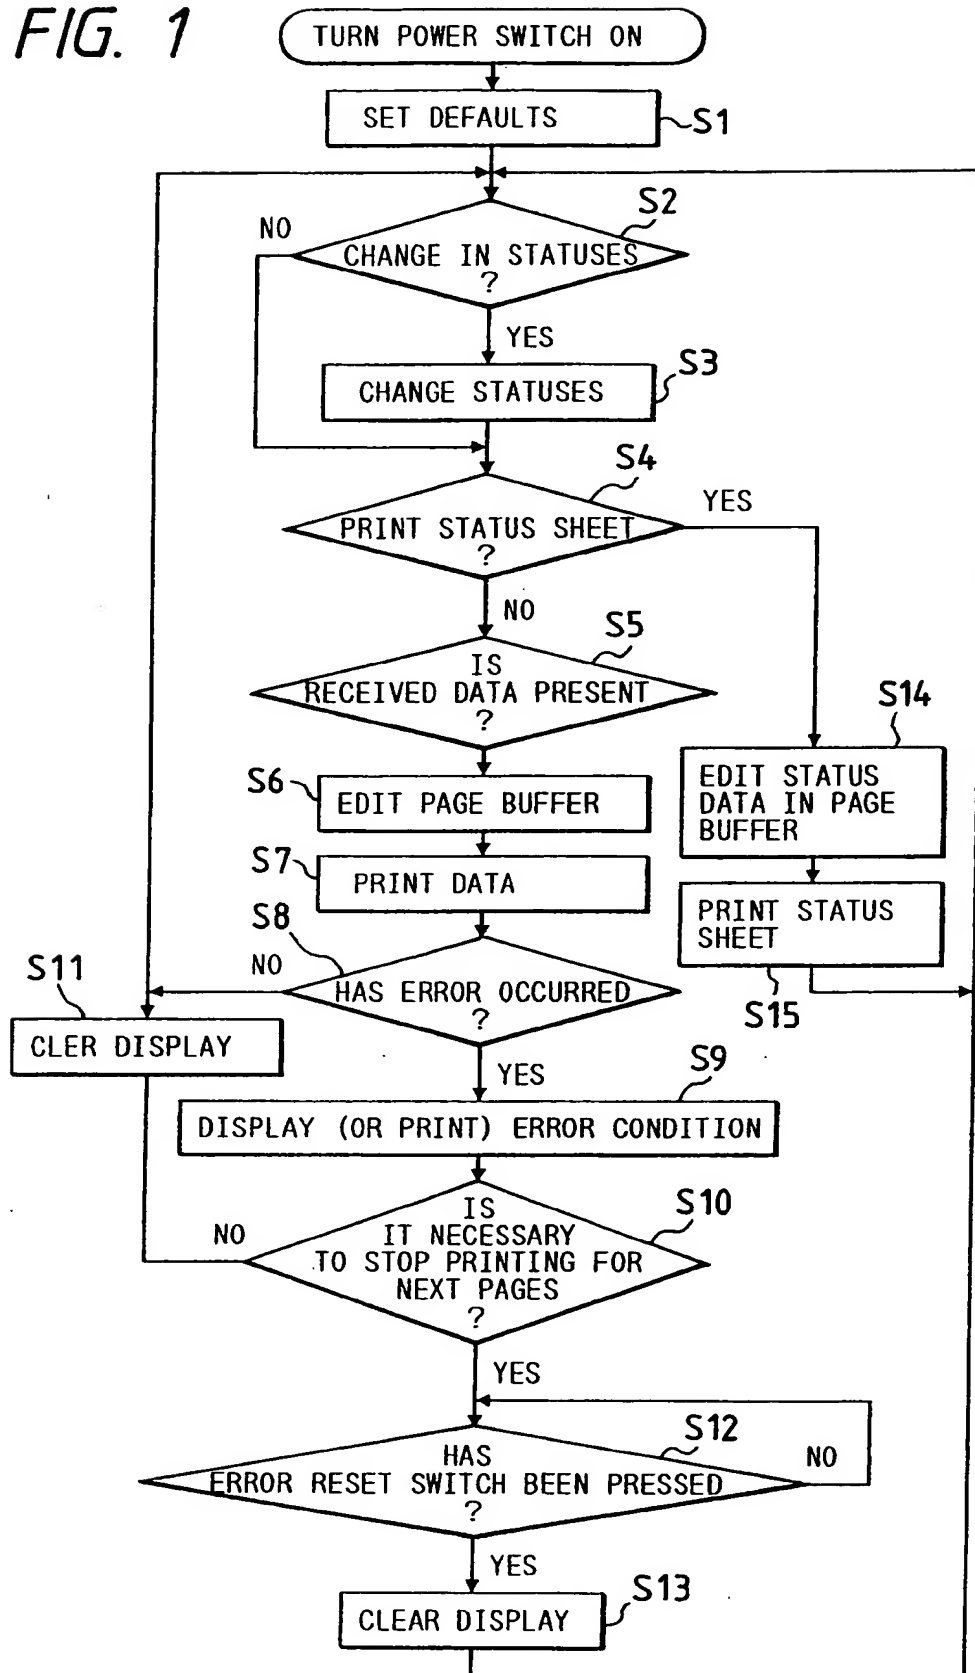 FIG. 1
TURN POWER SWITCH ON
SET DEFAULTS
S1
S2
NO
CHANGE IN STATUSES
?
YES
S3
CHANGE STATUSES
S4
YES
PRINT STATUS SHEET
?
NO
S5
IS
RECEIVED DATA PRESENT
?
S14
EDIT STATUS
DATA IN PAGE
BUFFER
S6
EDIT PAGE BUFFER
S7
PRINT DATA
PRINT STATUS
SHEET
S15
S8
NO
HAS ERROR OCCURRED
?
S11
CLER DISPLAY
YES
S9
DISPLAY (OR PRINT) ERROR CONDITION
S10
NO
IS
IT NECESSARY
TO STOP PRINTING FOR
NEXT PAGES
?
YES
S12
NO
HAS
ERROR RESET SWITCH BEEN PRESSED
?
YES
S13
CLEAR DISPLAY